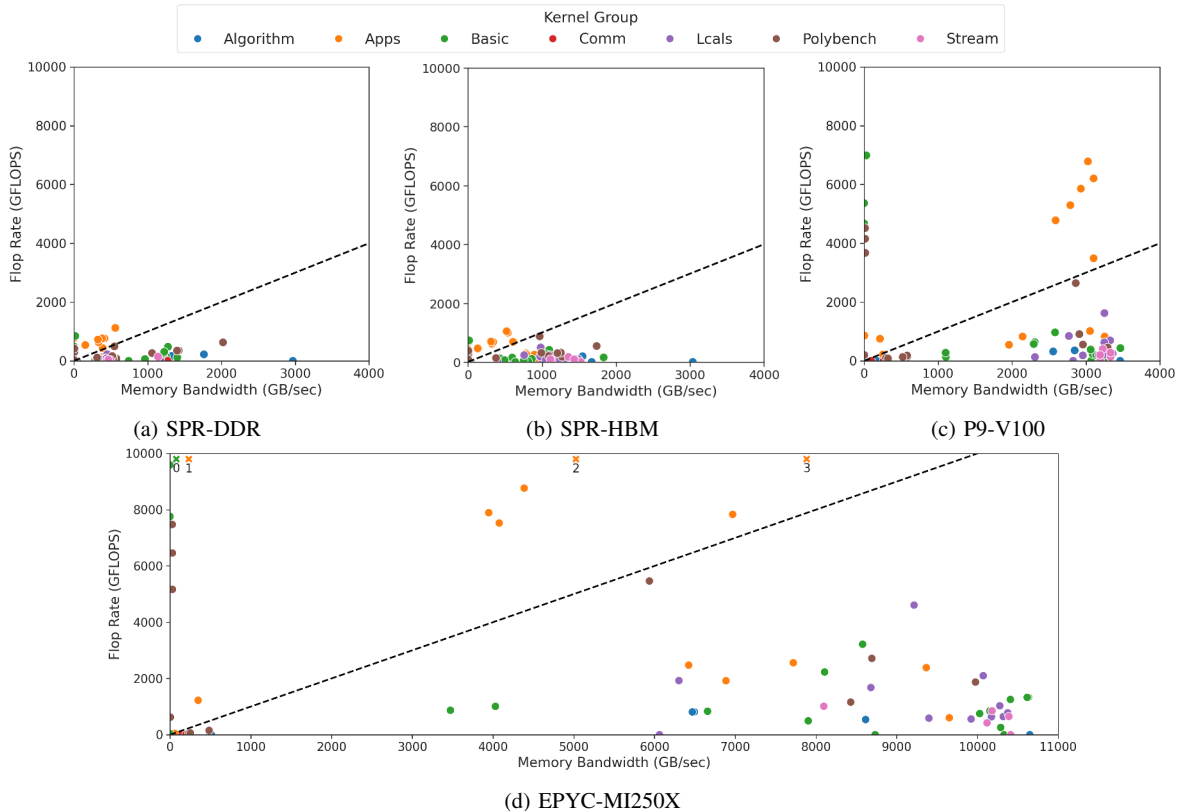 Kernel Group
Algorithm Apps Basic Comm Lcals Polybench Stream
10000
8000
6000
4000
2000
0
Flop Rate (GFLOPS)
0 1000 2000 3000 4000
Memory Bandwidth (GB/sec)
(a) SPR-DDR
10000
8000
6000
4000
2000
0
Flop Rate (GFLOPS)
0 1000 2000 3000 4000
Memory Bandwidth (GB/sec)
(b) SPR-HBM
10000
8000
6000
4000
2000
0
Flop Rate (GFLOPS)
0 1000 2000 3000 4000
Memory Bandwidth (GB/sec)
(c) P9-V100
10000
8000
6000
4000
2000
0
Flop Rate (GFLOPS)
0 1 2 3
0 1000 2000 3000 4000 5000 6000 7000 8000 9000 10000 11000
Memory Bandwidth (GB/sec)
(d) EPYC-MI250X